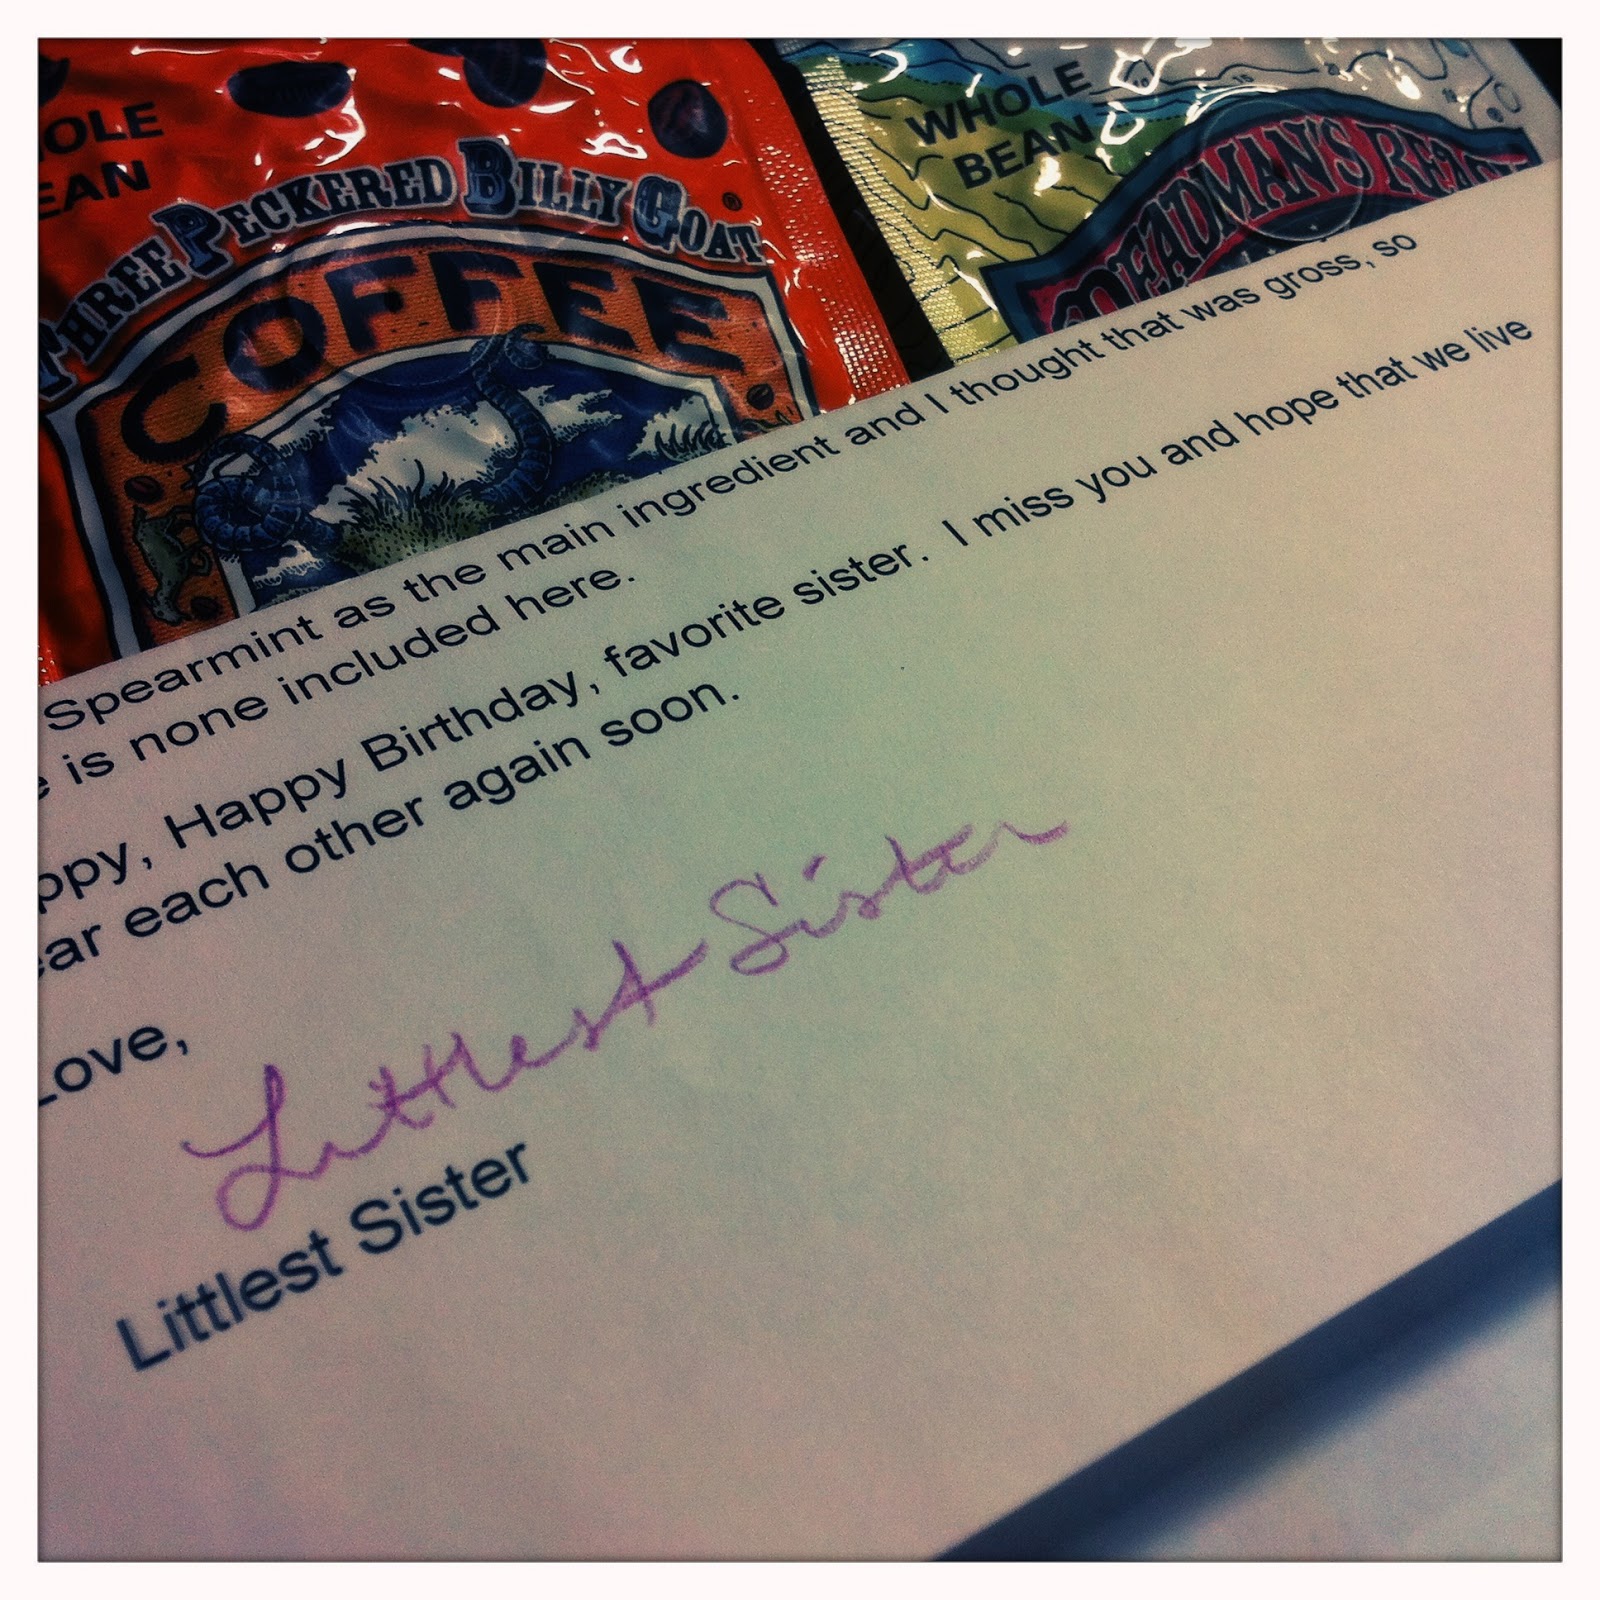 WHOLE
BEAN
THREE PECKERED BILLY GOAT®
COFFEE
WHOLE
BEAN
DEADMAN'S
Spearmint as the main ingredient and I thought that was gross, so
is none included here.
Happy Birthday, favorite sister. I miss you and hope that we live
each other again soon.
Love,
Littlest Sister
Littlest Sister